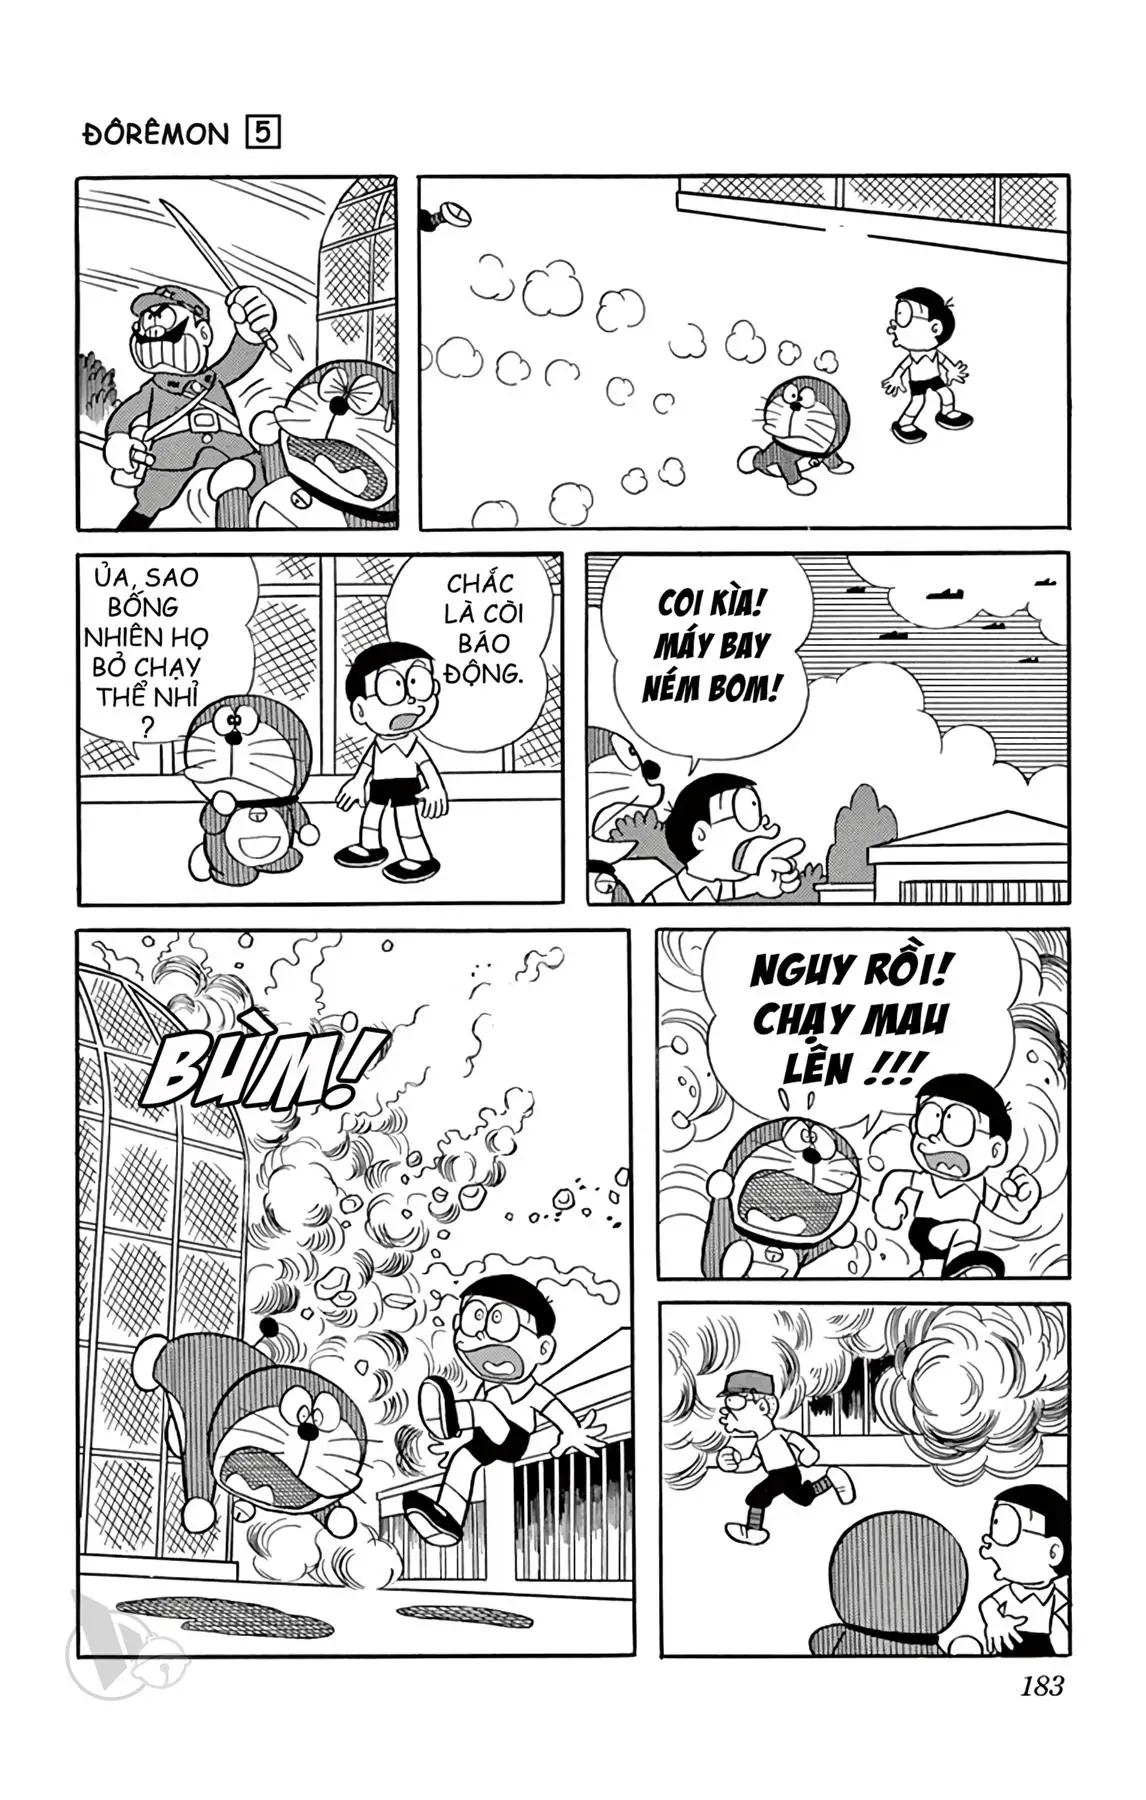 ĐÔRÊMON 5
ỦA, SAO
BỐNG
NHIÊN HỌ
BỎ CHẠY
THẾ NHỈ
?
CHẮC
LÀ CÒI
BÁO
ĐỘNG.
COI KÌA!
MÁY BAY
NÉM BOM!
BÙM!
NGUY RỒI!
CHẠY MAU
LÊN !!!
183